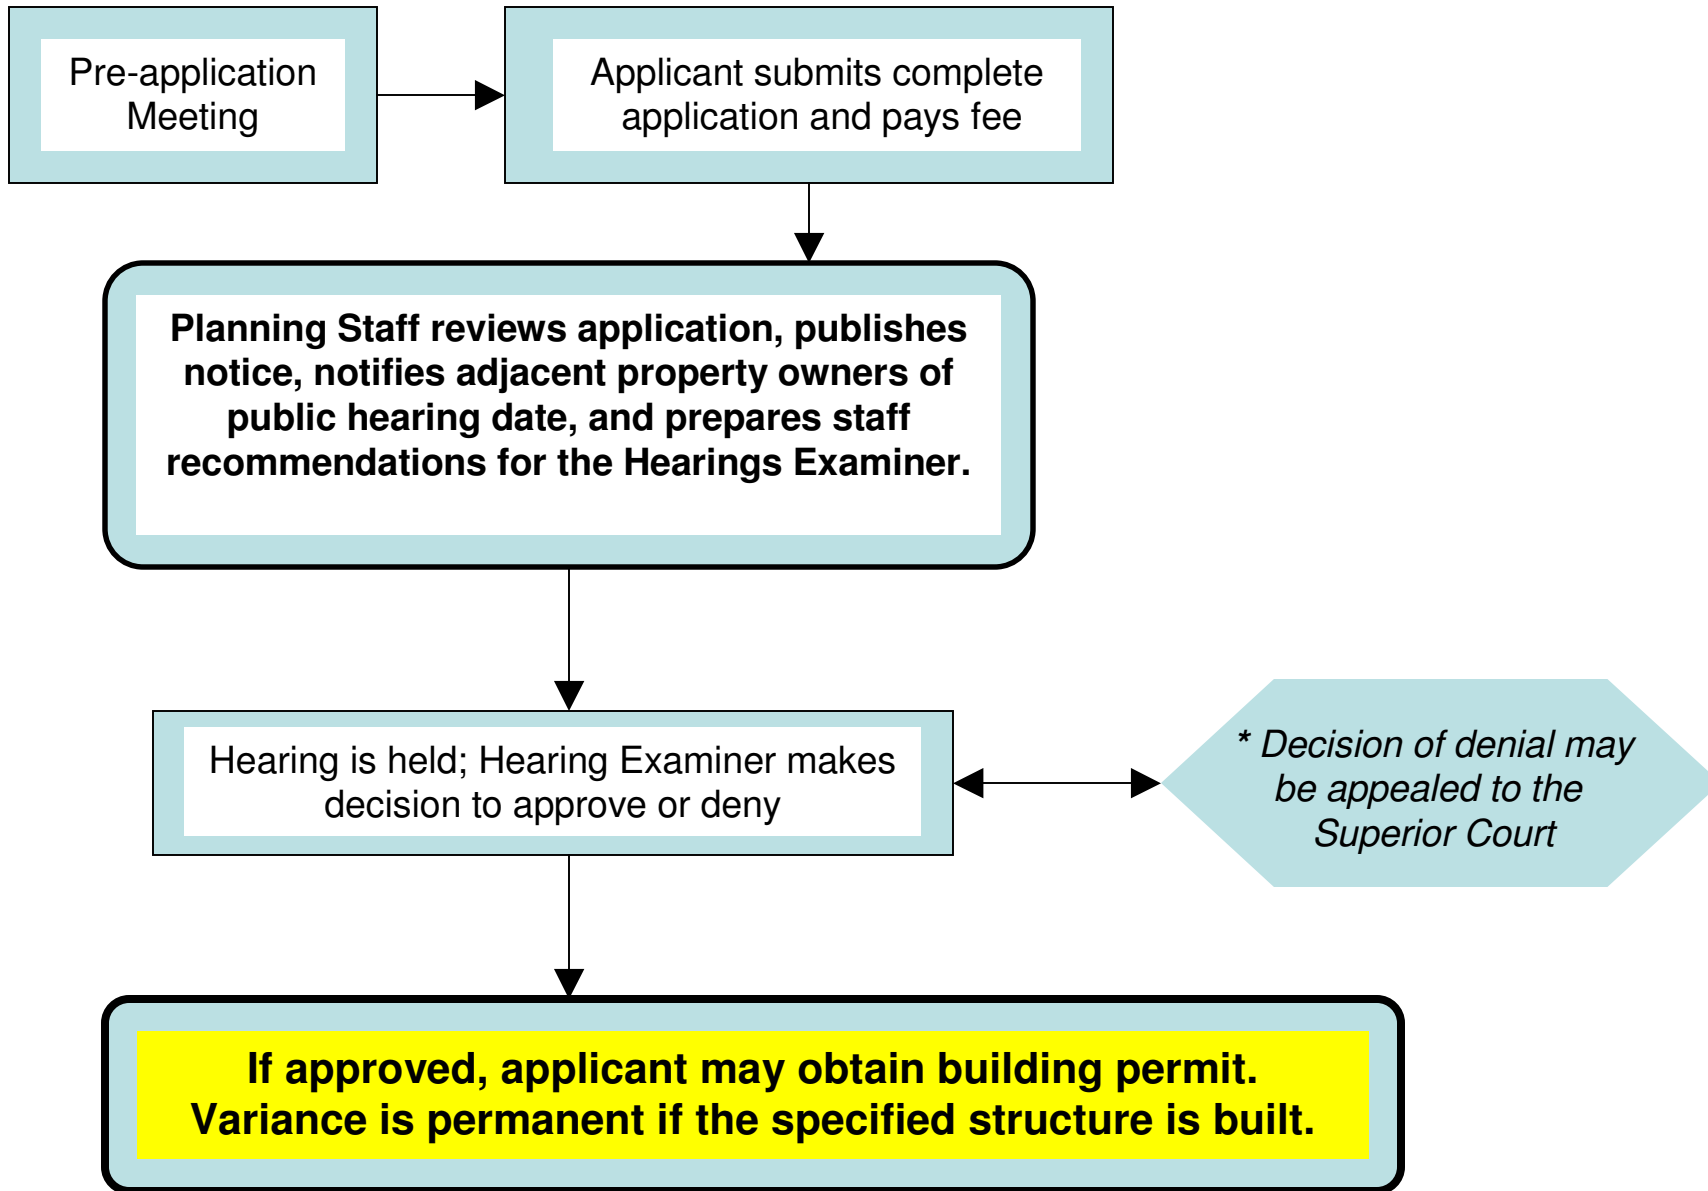 Pre-application
Meeting
Applicant submits complete
application and pays fee
Planning Staff reviews application, publishes
notice, notifies adjacent property owners of
public hearing date, and prepares staff
recommendations for the Hearings Examiner.
Hearing is held; Hearing Examiner makes
decision to approve or deny
* Decision of denial may
be appealed to the
Superior Court
If approved, applicant may obtain building permit.
Variance is permanent if the specified structure is built.